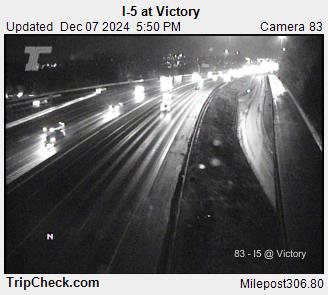 I-5 at Victory
Updated Dec 07 2024 5:50 PM Camera 83
T
N
83 - I5 @ Victory
TripCheck.com Milepost306.80